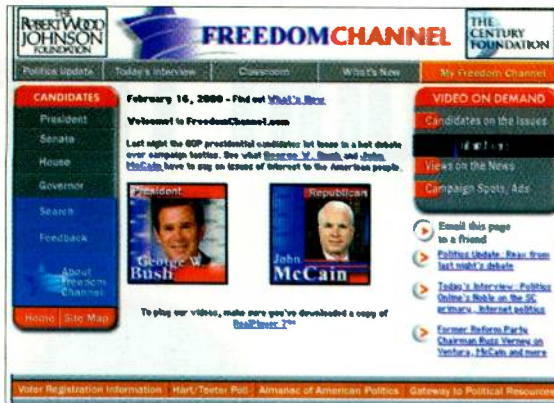 THE
ROBERT WOOD
JOHNSON
FOUNDATION
FREEDOMCHANNEL
THE
CENTURY
FOUNDATION
Politics Update
Today's Interview
Classroom
What's New
My Freedom Channel
CANDIDATES
President
Senate
House
Governor
Search
Feedback
About
Freedom
Channel
Home
Site Map
February 16, 2000 - Find out What's New
Welcome! to FreedomChannel.com
Last night the GOP presidential candidates let loose in a hot debate
over campaign tactics. See what George W. Bush and John
McCain have to say on issues of interest to the American people.
President
George W.
Bush
Republican
John
McCain
To play our videos, make sure you've downloaded a copy of
RealPlayer 7™
VIDEO ON DEMAND
Candidates on the Issues
Views on the News
Campaign Spots, Ads
Email this page
to a friend
Politics Update. Reax from
last night's debate
Today's Interview: Politics
Online's Noble on the SC
primary, Internet politics
Former Reform Party
Chairman Russ Verney on
Ventura, McCain and more
Voter Registration Information
Hart/Teeter Poll
Almanac of American Politics
Gateway to Political Resources